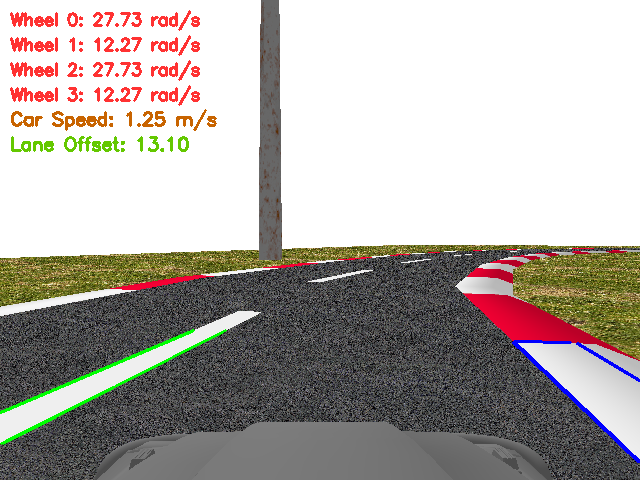 Wheel 0: 27.73 rad/s
Wheel 1: 12.27 rad/s
Wheel 2: 27.73 rad/s
Wheel 3: 12.27 rad/s
Car Speed: 1.25 m/s
Lane Offset: 13.10